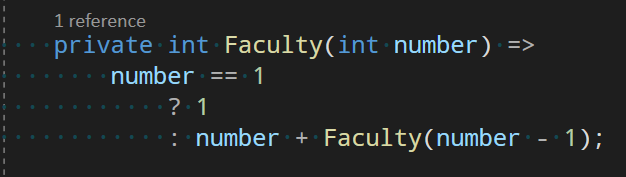 1 reference
private int Faculty(int number) =>
number == 1
? 1
: number + Faculty(number - 1);